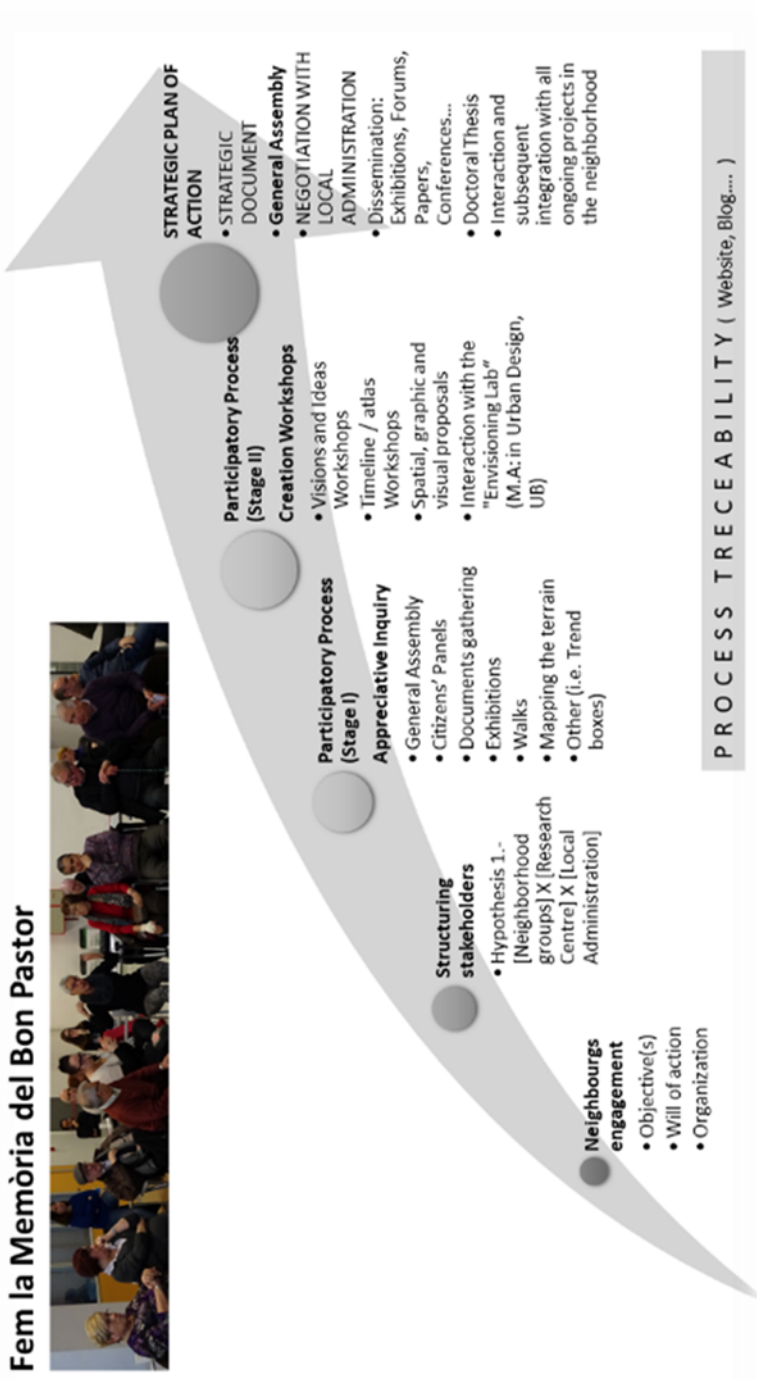 Fem la Memòria del Bon Pastor
Neighbourgs
engagement
• Objective(s)
• Will of action
• Organization
Structuring
stakeholders
• Hypothesis 1.-
[Neighborhood
groups] X [Research
Centre] X [Local
Administration]
Participatory Process
(Stage I)
Appreciative Inquiry
• General Assembly
• Citizens’ Panels
• Documents gathering
• Exhibitions
• Walks
• Mapping the terrain
• Other (i.e. Trend
boxes)
Participatory Process
(Stage II)
Creation Workshops
• Visions and Ideas
Workshops
• Timeline / atlas
Workshops
• Spatial, graphic and
visual proposals
• Interaction with the
"Envisioning Lab"
(M.A: in Urban Design,
UB)
STRATEGIC PLAN OF
ACTION
• STRATEGIC
DOCUMENT
• General Assembly
• NEGOTIATION WITH
LOCAL
ADMINISTRATION
• Dissemination:
Exhibitions, Forums,
Papers,
Conferences...
• Doctoral Thesis
• Interaction and
subsequent
integration with all
ongoing projects in
the neighborhood
PROCESS TRECEABILITY ( Website, Blog.... )